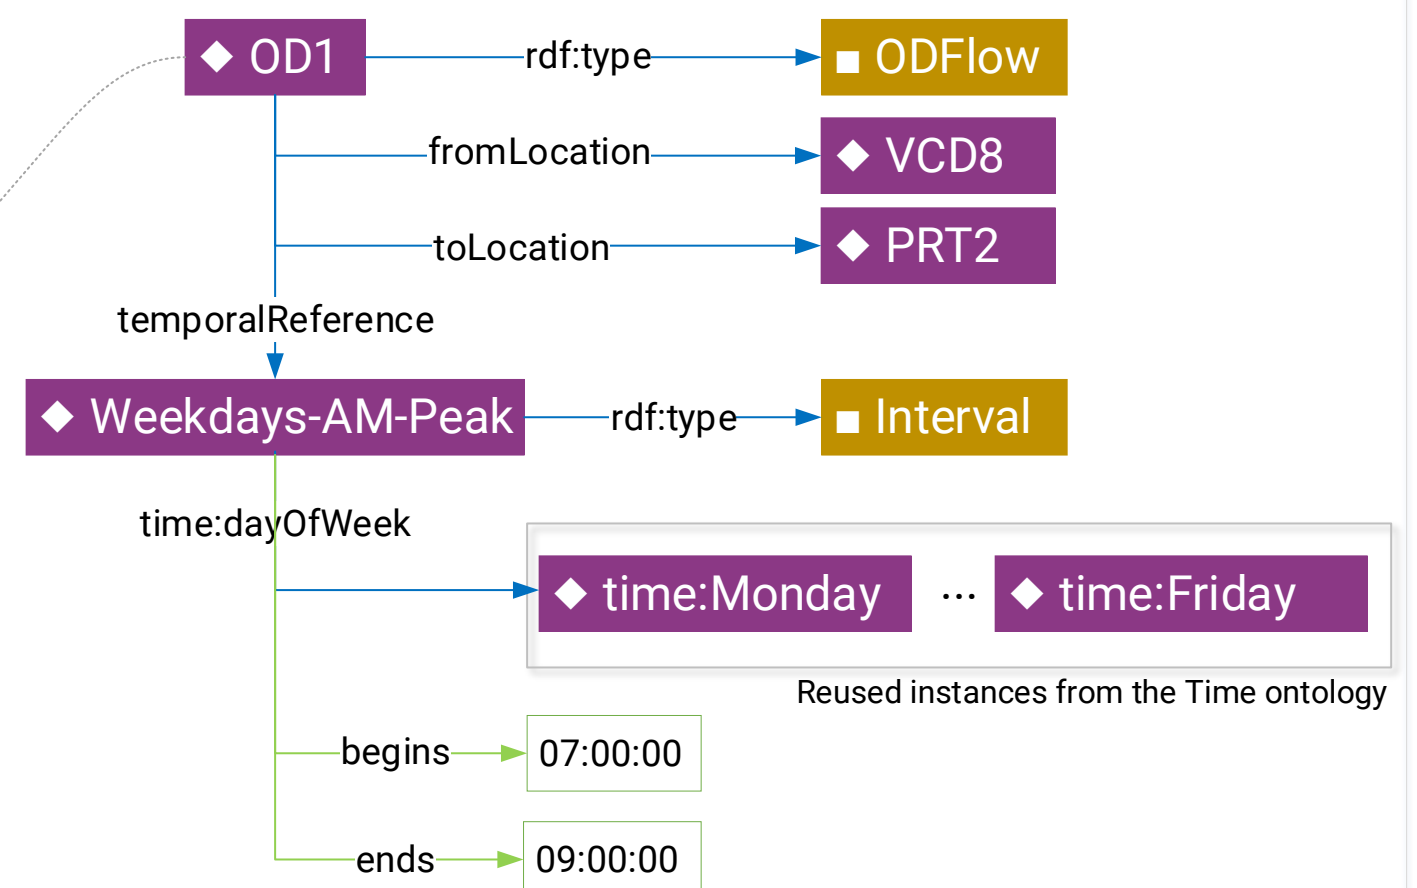 OD1
rdf:type
ODFlow
fromLocation
VCD8
toLocation
PRT2
temporalReference
Weekdays-AM-Peak
rdf:type
Interval
time:dayOfWeek
time:Monday
...
time:Friday
Reused instances from the Time ontology
begins
07:00:00
ends
09:00:00